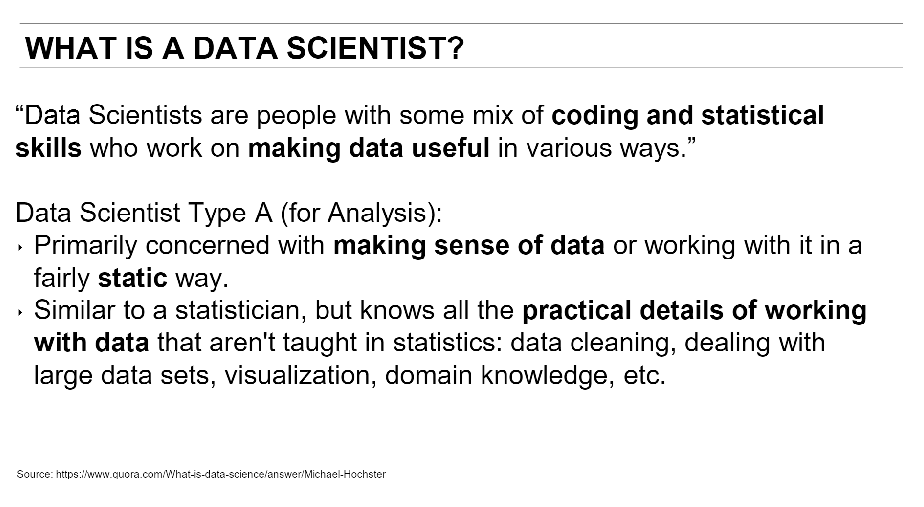 WHAT IS A DATA SCIENTIST?
“Data Scientists are people with some mix of coding and statistical
skills who work on making data useful in various ways.”
Data Scientist Type A (for Analysis):
‣ Primarily concerned with making sense of data or working with it in a
fairly static way.
‣ Similar to a statistician, but knows all the practical details of working
with data that aren't taught in statistics: data cleaning, dealing with
large data sets, visualization, domain knowledge, etc.
Source: https://www.quora.com/What-is-data-science/answer/Michael-Hochster